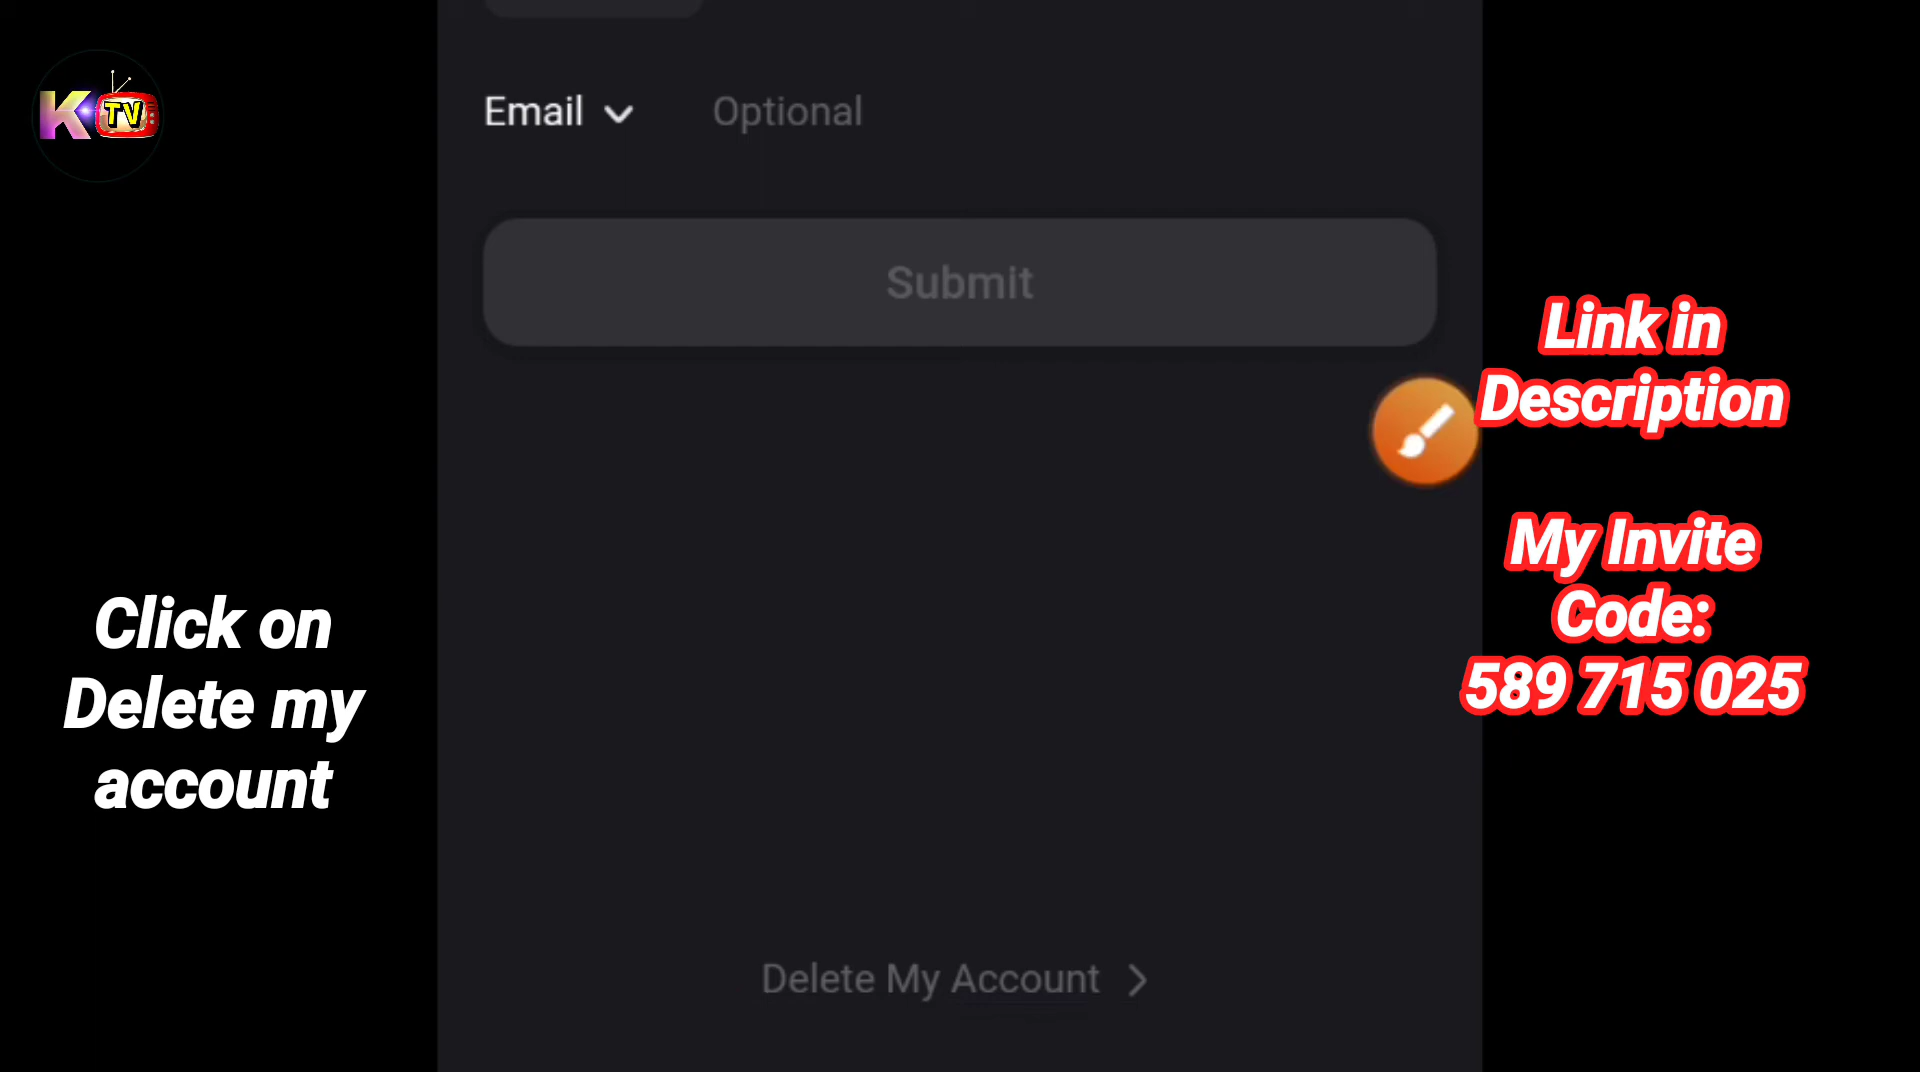 K TV
Email
Optional
Submit
Link in
Description
My Invite
Code:
589 715 025
Click on
Delete my
account
Delete My Account